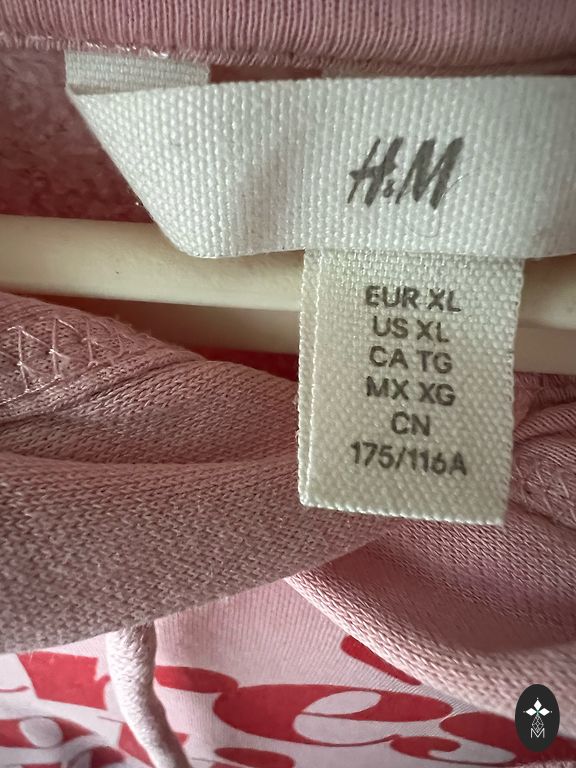 H&M
EUR XL
US XL
CA TG
MX XG
CN
175/116A